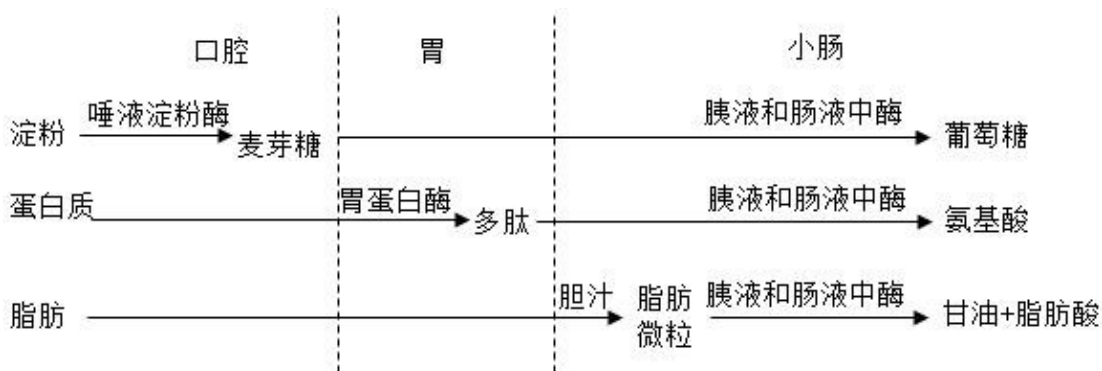 口腔 胃 小肠
淀粉 唾液淀粉酶 麦芽糖 胰液和肠液中酶 葡萄糖
蛋白质 胃蛋白酶 多肽 胰液和肠液中酶 氨基酸
脂肪 胆汁 脂肪 胰液和肠液中酶 甘油+脂肪酸
微粒